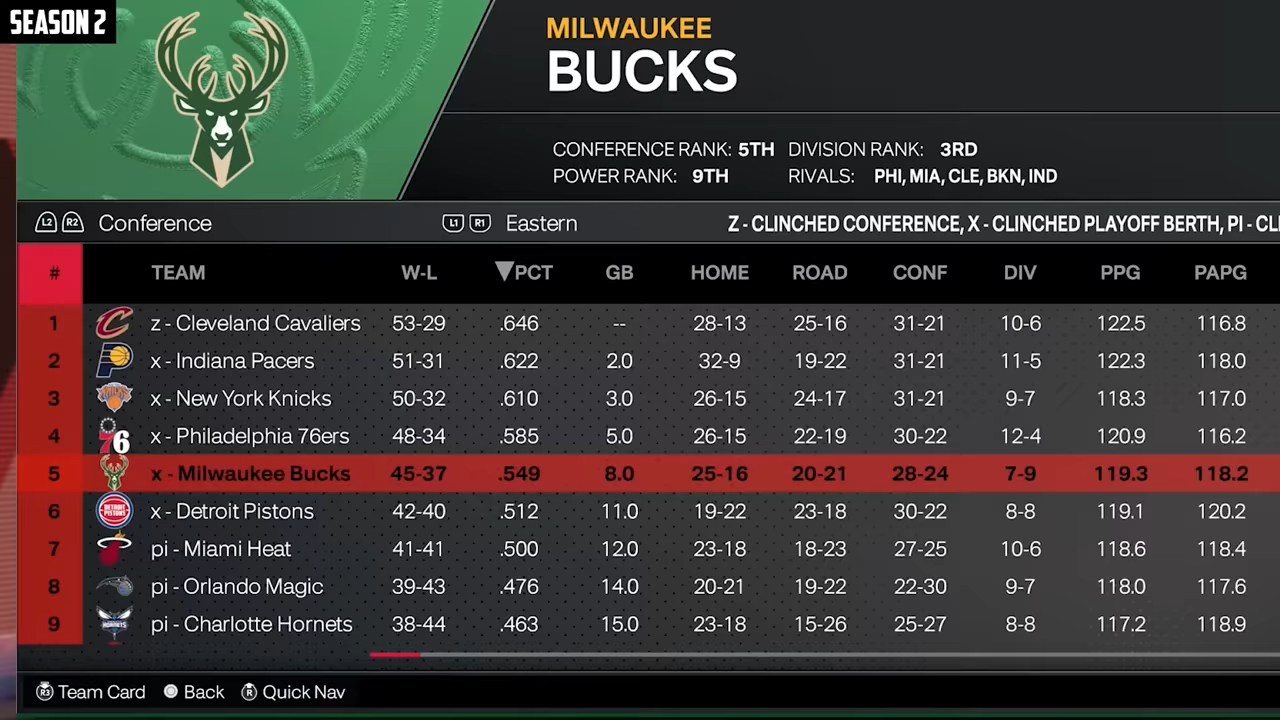 SEASON 2
MILWAUKEE
BUCKS
CONFERENCE RANK: 5TH DIVISION RANK: 3RD
POWER RANK: 9TH RIVALS: PHI, MIA, CLE, BKN, IND
L2 R2 Conference L1 R1 Eastern Z - CLINCHED CONFERENCE, X - CLINCHED PLAYOFF BERTH, PI - CL
# TEAM W-L ▼PCT GB HOME ROAD CONF DIV PPG PAPG
1 z - Cleveland Cavaliers 53-29 .646 -- 28-13 25-16 31-21 10-6 122.5 116.8
2 x - Indiana Pacers 51-31 .622 2.0 32-9 19-22 31-21 11-5 122.3 118.0
3 x - New York Knicks 50-32 .610 3.0 26-15 24-17 31-21 9-7 118.3 117.0
4 76 x - Philadelphia 76ers 48-34 .585 5.0 26-15 22-19 30-22 12-4 120.9 116.2
5 x - Milwaukee Bucks 45-37 .549 8.0 25-16 20-21 28-24 7-9 119.3 118.2
6 DETROIT PISTONS x - Detroit Pistons 42-40 .512 11.0 19-22 23-18 30-22 8-8 119.1 120.2
7 pi - Miami Heat 41-41 .500 12.0 23-18 18-23 27-25 10-6 118.6 118.4
8 pi - Orlando Magic 39-43 .476 14.0 20-21 19-22 22-30 9-7 118.0 117.6
9 pi - Charlotte Hornets 38-44 .463 15.0 23-18 15-26 25-27 8-8 117.2 118.9
R3 Team Card Back R Quick Nav